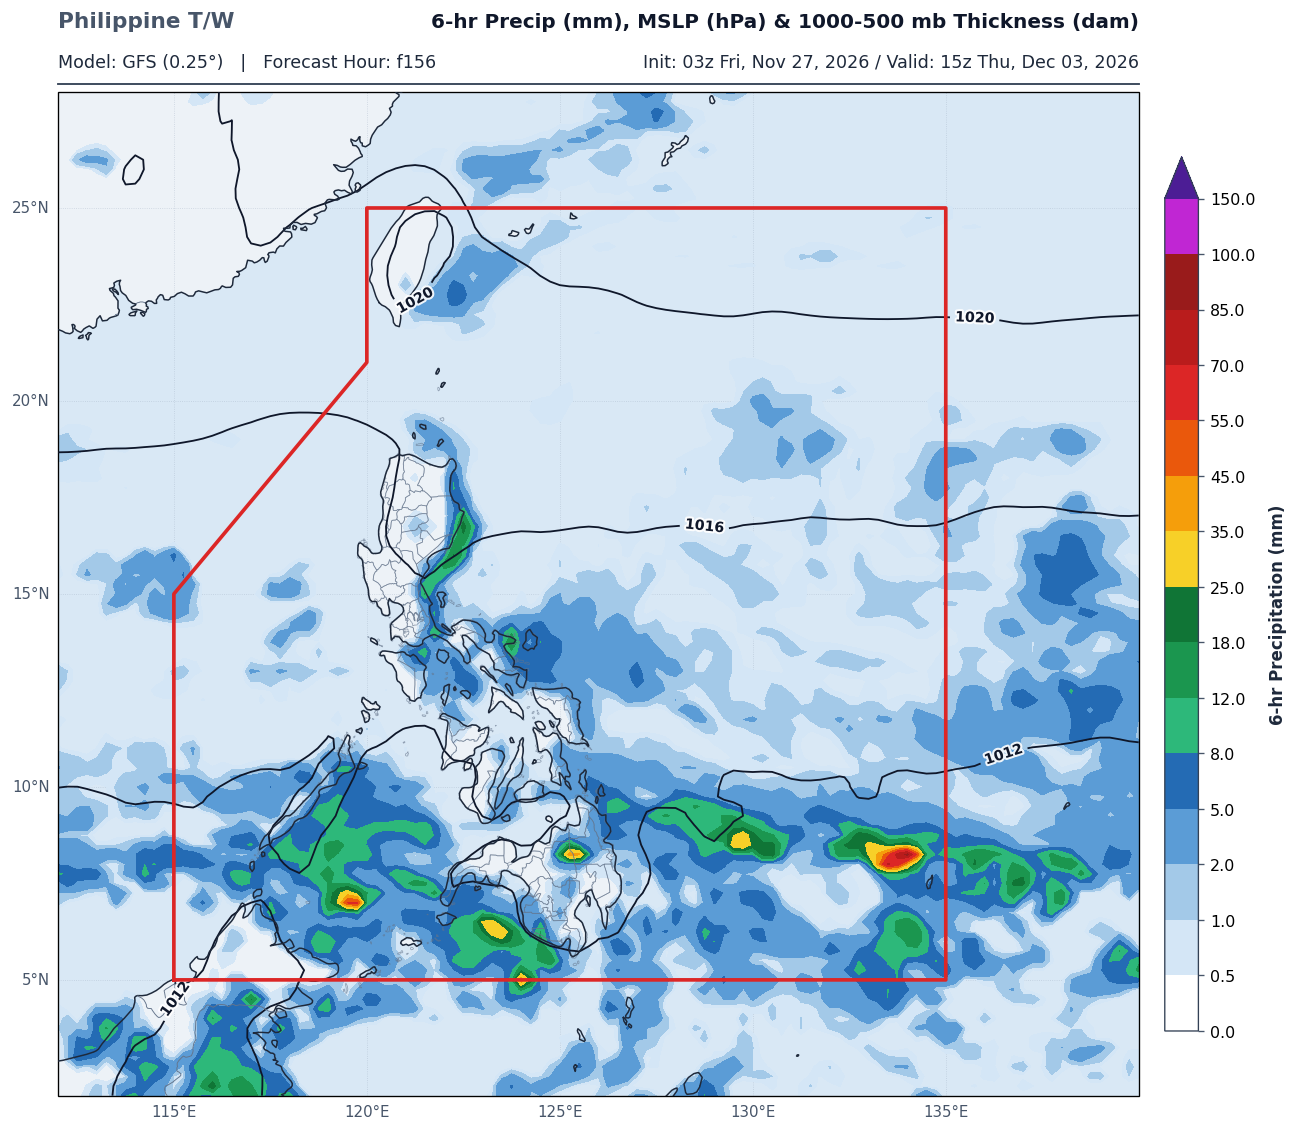 Philippine T/W
6-hr Precip (mm), MSLP (hPa) & 1000-500 mb Thickness (dam)
Model: GFS (0.25°) | Forecast Hour: f156
Init: 03z Fri, Nov 27, 2026 / Valid: 15z Thu, Dec 03, 2026
25°N
20°N
15°N
10°N
5°N
1020
1020
1016
1012
1012
115°E
120°E
125°E
130°E
135°E
150.0
100.0
85.0
70.0
55.0
45.0
35.0
25.0
18.0
12.0
8.0
5.0
2.0
1.0
0.5
0.0
6-hr Precipitation (mm)